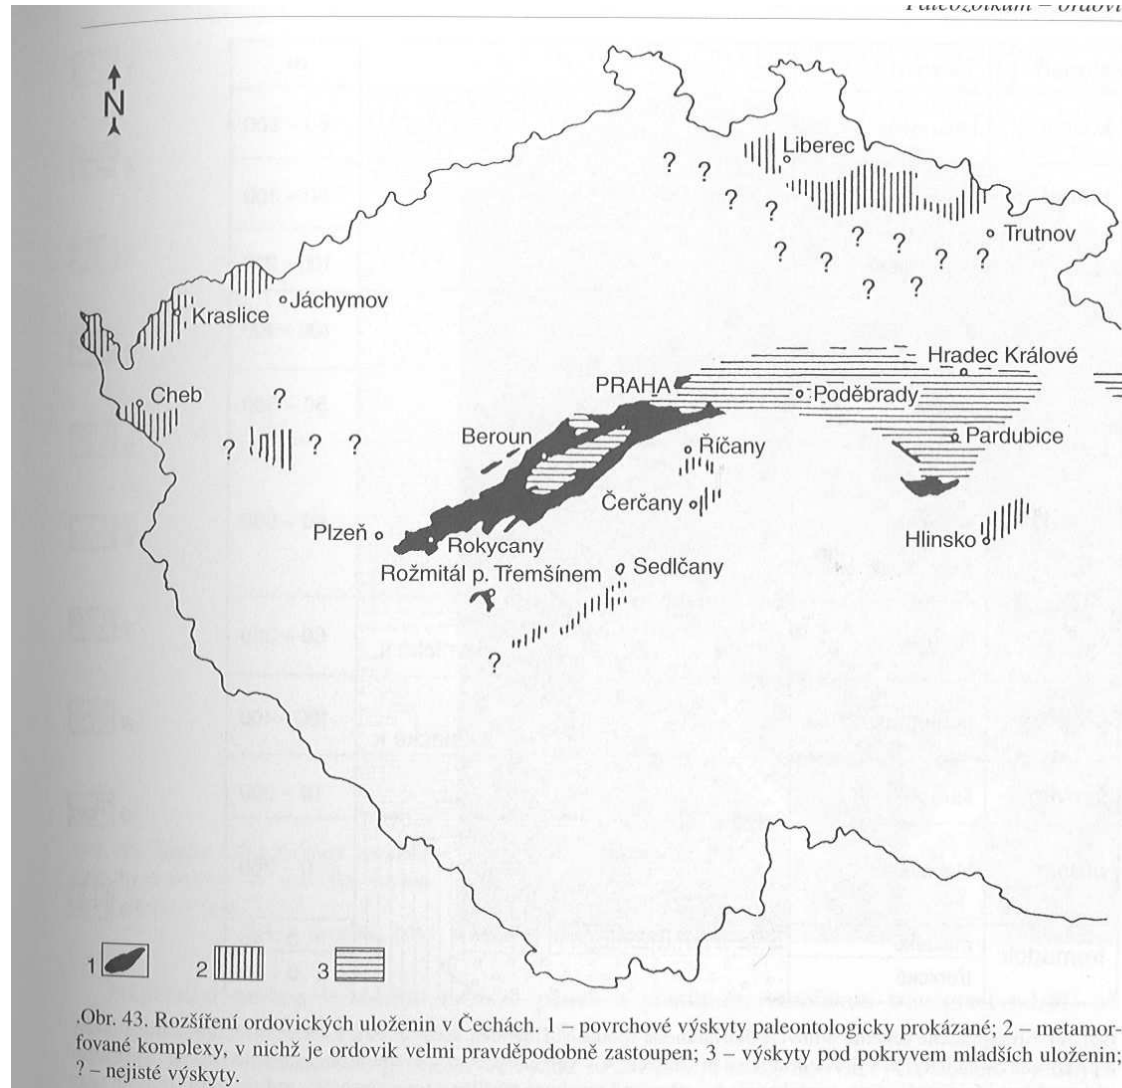 Paleozoikum – ordovi
N
Liberec
Trutnov
Jáchymov
Kraslice
Hradec Králové
PRAHA
Poděbrady
Cheb
Beroun
Říčany
Pardubice
Čerčany
Plzeň
Rokycany
Hlinsko
Rožmitál p. Třemšínem
Sedlčany
? ? ? ? ? ? ? ? ? ? ? ? ?
? ? ? ?
?
1 2 3
.Obr. 43. Rozšíření ordovických uloženin v Čechách. 1 – povrchové výskyty paleontologicky prokázané; 2 – metamor-
fované komplexy, v nichž je ordovik velmi pravděpodobně zastoupen; 3 – výskyty pod pokryvem mladších uloženin;
? – nejisté výskyty.